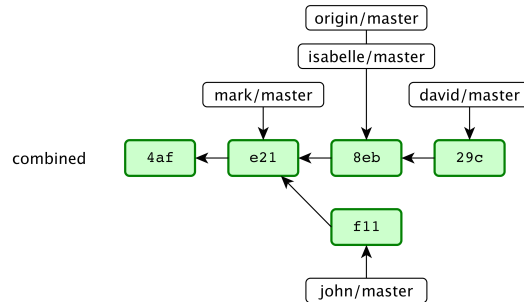 origin/master
isabelle/master
mark/master
david/master
combined
4af
e21
8eb
29c
f11
john/master